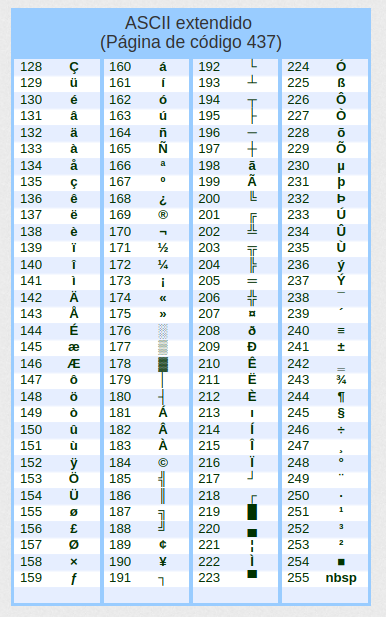 ASCII extendido
(Página de código 437)
128 Ç
129 ü
130 é
131 â
132 ä
133 à
134 å
135 ç
136 ê
137 ë
138 è
139 ï
140 î
141 ì
142 Ä
143 Å
144 É
145 æ
146 Æ
147 ô
148 ö
149 ò
150 û
151 ù
152 ÿ
153 Ö
154 Ü
155 ø
156 £
157 Ø
158 ×
159 ƒ
160 á
161 í
162 ó
163 ú
164 ñ
165 Ñ
166 ª
167 º
168 ¿
169 ®
170 ¬
171 ½
172 ¼
173 ¡
174 «
175 »
176 ░
177 ▒
178 ▓
179 │
180 ┤
181 Á
182 Â
183 À
184 ©
185 ╣
186 ║
187 ╗
188 ╝
189 ¢
190 ¥
191 ┐
192 └
193 ┴
194 ┬
195 ├
196 ─
197 ┼
198 ã
199 Ã
200 ╚
201 ╔
202 ╩
203 ╦
204 ╠
205 ═
206 ╬
207 ¤
208 ð
209 Ð
210 Ê
211 Ë
212 È
213 ı
214 Í
215 Î
216 Ï
217 ┘
218 ┌
219 █
220 ▄
221 ¦
222 Ì
223 ▀
224 Ó
225 ß
226 Ô
227 Ò
228 õ
229 Õ
230 µ
231 þ
232 Þ
233 Ú
234 Û
235 Ù
236 ý
237 Ý
238 ¯
239 ´
240 ≡
241 ±
242 ‗
243 ¾
244 ¶
245 §
246 ÷
247 ¸
248 °
249 ¨
250 ·
251 ¹
252 ³
253 ²
254 ■
255 nbsp